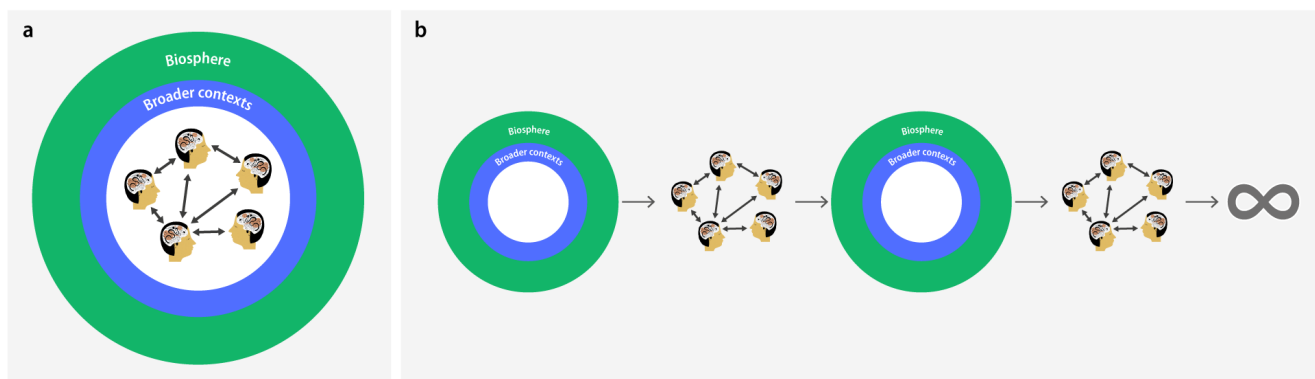 a
Biosphere
Broader contexts
b
Biosphere
Broader contexts
Biosphere
Broader contexts